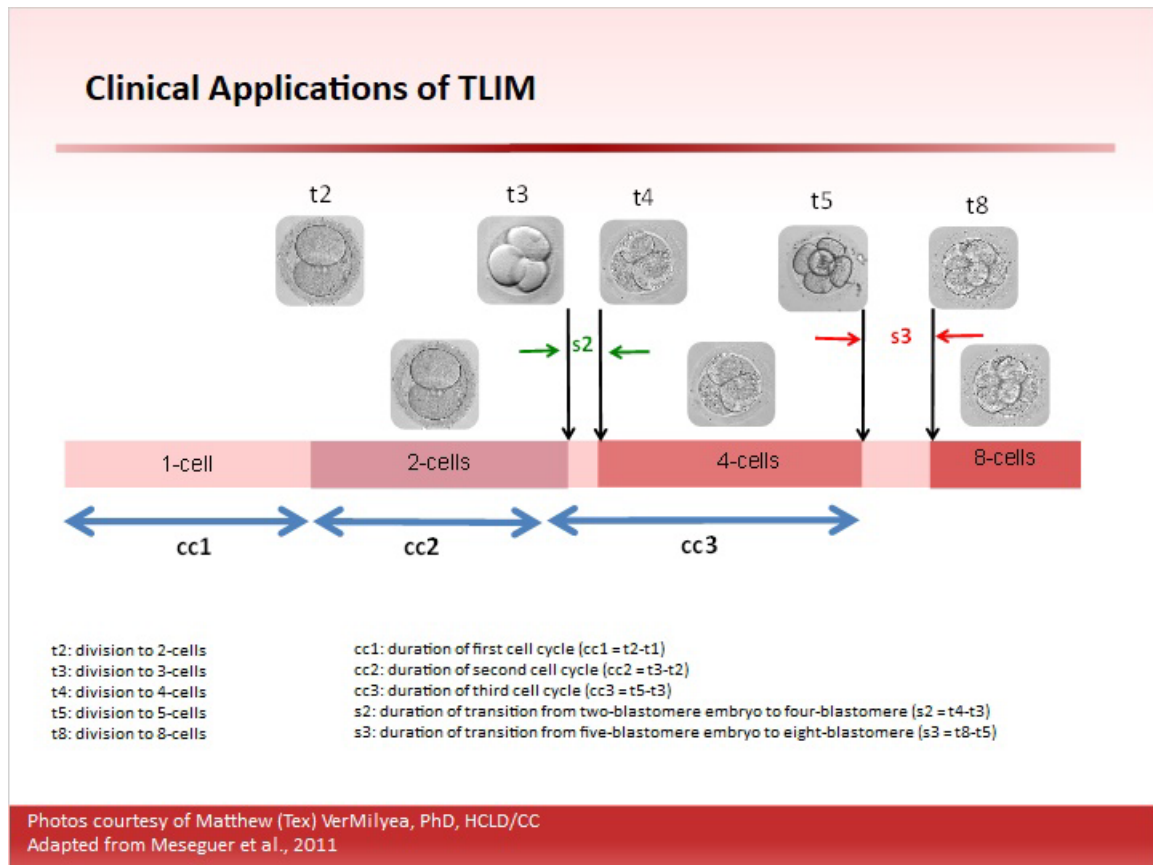 Clinical Applications of TLIM
t2 t3 t4 t5 t8
s2 s3
1-cell 2-cells 4-cells 8-cells
cc1 cc2 cc3
t2: division to 2-cells
t3: division to 3-cells
t4: division to 4-cells
t5: division to 5-cells
t8: division to 8-cells
cc1: duration of first cell cycle (cc1 = t2-t1)
cc2: duration of second cell cycle (cc2 = t3-t2)
cc3: duration of third cell cycle (cc3 = t5-t3)
s2: duration of transition from two-blastomere embryo to four-blastomere (s2 = t4-t3)
s3: duration of transition from five-blastomere embryo to eight-blastomere (s3 = t8-t5)
Photos courtesy of Matthew (Tex) VerMilyea, PhD, HCLD/CC
Adapted from Meseguer et al., 2011